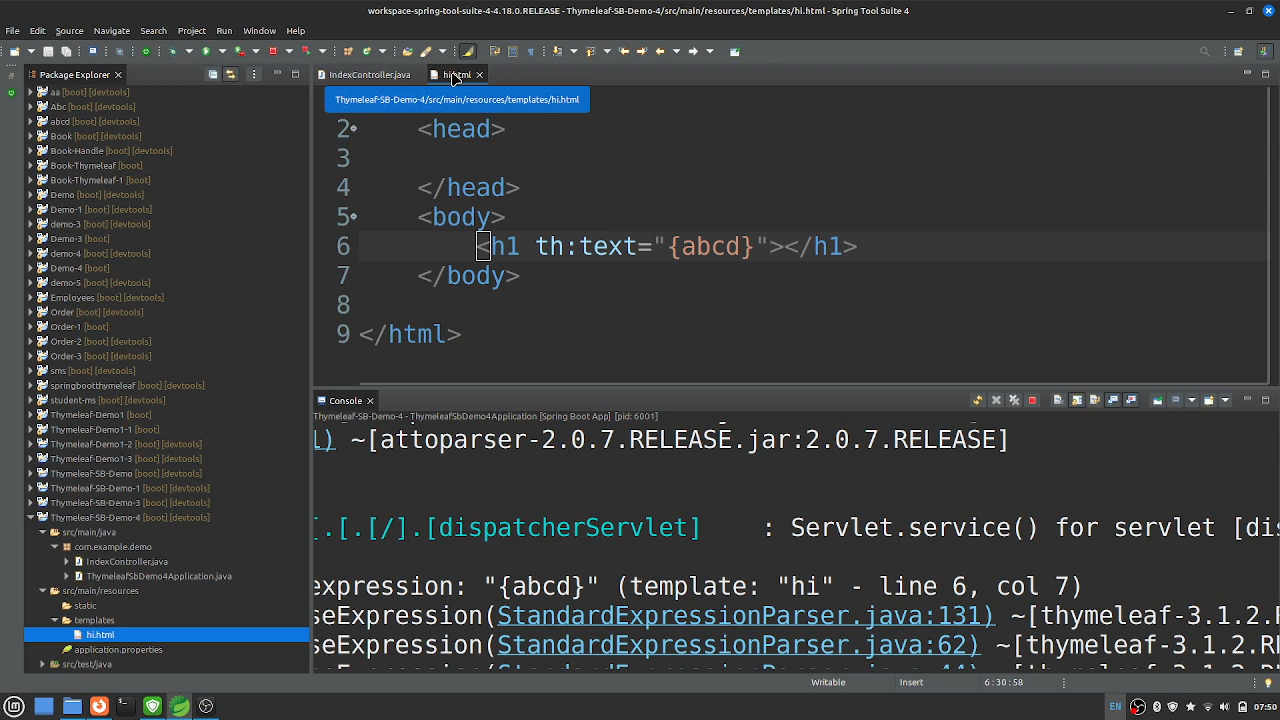 workspace-spring-tool-suite-4-4.18.0.RELEASE - Thymeleaf-SB-Demo-4/src/main/resources/templates/hi.html - Spring Tool Suite 4
File Edit Source Navigate Search Project Run Window Help
Package Explorer
IndexController.java
hi.html
Thymeleaf-SB-Demo-4/src/main/resources/templates/hi.html
aa [boot] [devtools]
Abc [boot] [devtools]
abcd [boot] [devtools]
Book [boot] [devtools]
Book-Handle [boot] [devtools]
Book-Thymeleaf [boot]
Book-Thymeleaf-1 [boot]
Demo [boot] [devtools]
Demo-1 [boot] [devtools]
demo-3 [boot] [devtools]
Demo-3 [boot]
demo-4 [boot] [devtools]
Demo-4 [boot]
demo-5 [boot] [devtools]
Employees [boot] [devtools]
Order [boot] [devtools]
Order-1 [boot]
Order-2 [boot] [devtools]
Order-3 [boot] [devtools]
sms [boot] [devtools]
springbootthymeleaf [boot] [devtools]
student-ms [boot] [devtools]
Thymeleaf-Demo1 [boot]
Thymeleaf-Demo1-1 [boot]
Thymeleaf-Demo1-2 [boot] [devtools]
Thymeleaf-Demo1-3 [boot] [devtools]
Thymeleaf-SB-Demo [boot] [devtools]
Thymeleaf-SB-Demo-1 [boot] [devtools]
Thymeleaf-SB-Demo-3 [boot] [devtools]
Thymeleaf-SB-Demo-4 [boot] [devtools]
src/main/java
com.example.demo
IndexController.java
ThymeleafSbDemo4Application.java
src/main/resources
static
templates
hi.html
application.properties
src/test/java
2 <head>
3
4 </head>
5 <body>
6 <h1 th:text="{abcd}"></h1>
7 </body>
8
9 </html>
Console
Thymeleaf-SB-Demo-4 - ThymeleafSbDemo4Application [Spring Boot App] [pid: 6001]
) ~[attoparser-2.0.7.RELEASE.jar:2.0.7.RELEASE]
[.[.[/].[dispatcherServlet] : Servlet.service() for servlet [dis
expression: "{abcd}" (template: "hi" - line 6, col 7)
seExpression(StandardExpressionParser.java:131) ~[thymeleaf-3.1.2.R
seExpression(StandardExpressionParser.java:62) ~[thymeleaf-3.1.2.RE
Writable
Insert
6:30:58
EN
07:50